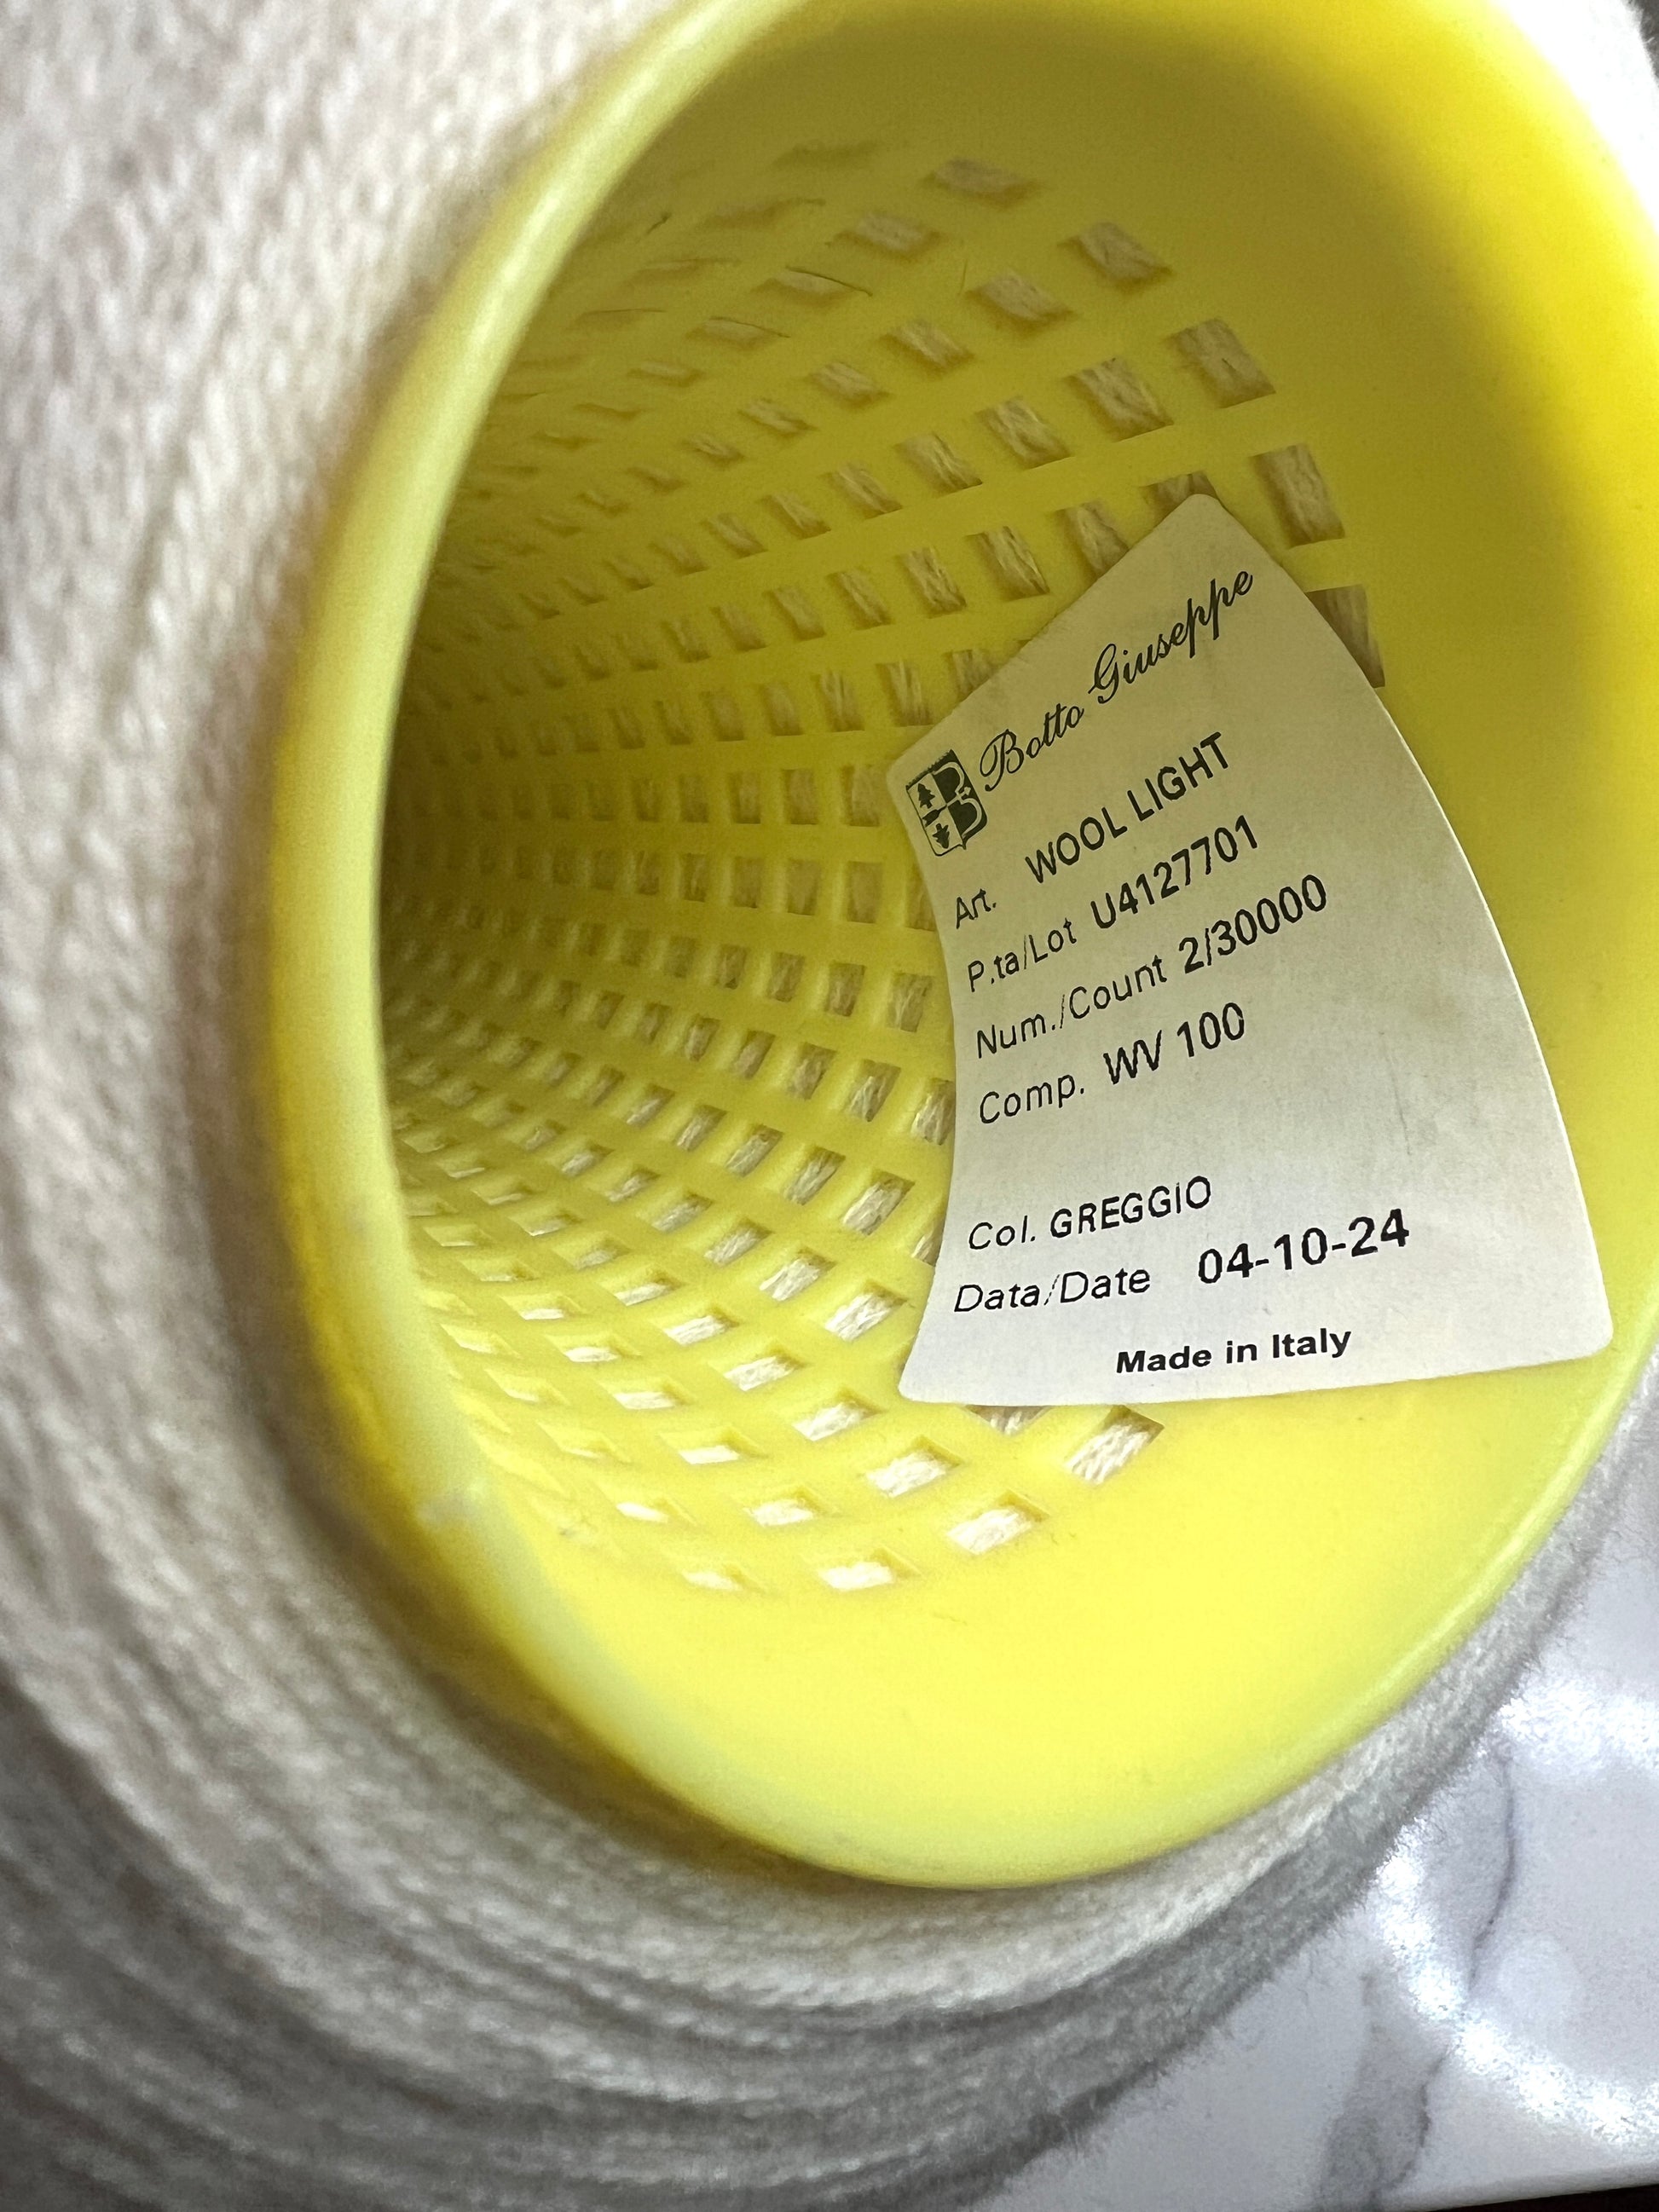 Botto Giuseppe
Art. WOOL LIGHT
P.ta/Lot U4127701
Num./Count 2/30000
Comp. WV 100
Col. GREGGIO
Data/Date 04-10-24
Made in Italy